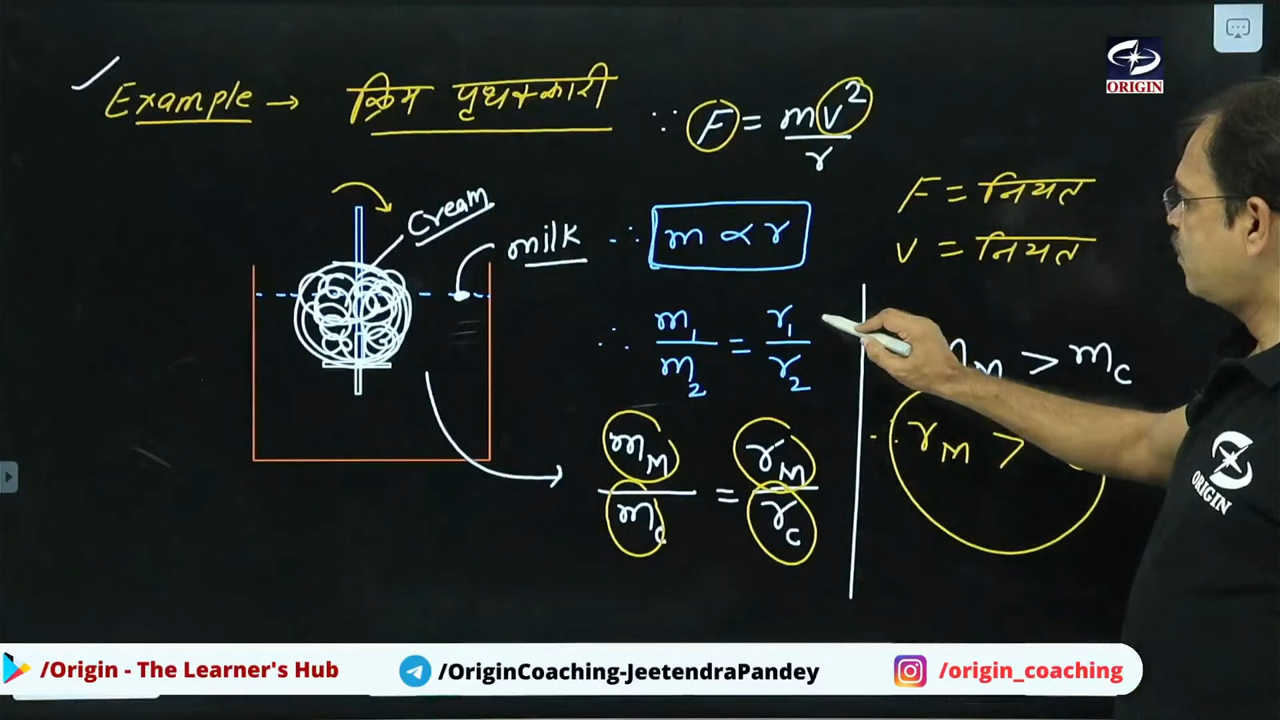 Example → क्रिम पृथक्कारी
∵ F = mv²/r
F = नियत
V = नियत
Cream
milk
∴ m ∝ r
∴ m₁/m₂ = r₁/r₂
m > m_c
m_M/m_c = r_M/r_c
∴ r_M >
ORIGIN
ORIGIN
/Origin - The Learner's Hub
/OriginCoaching-JeetendraPandey
/origin_coaching